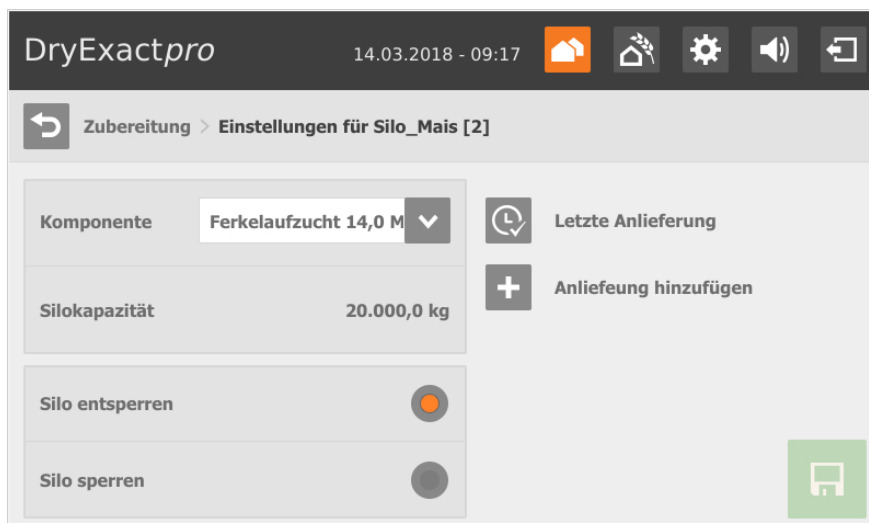 DryExactpro 14.03.2018 - 09:17
Zubereitung > Einstellungen für Silo_Mais [2]
Komponente Ferkelaufzucht 14,0 M Letzte Anlieferung
Anliefeung hinzufügen
Silokapazität 20.000,0 kg
Silo entsperren
Silo sperren